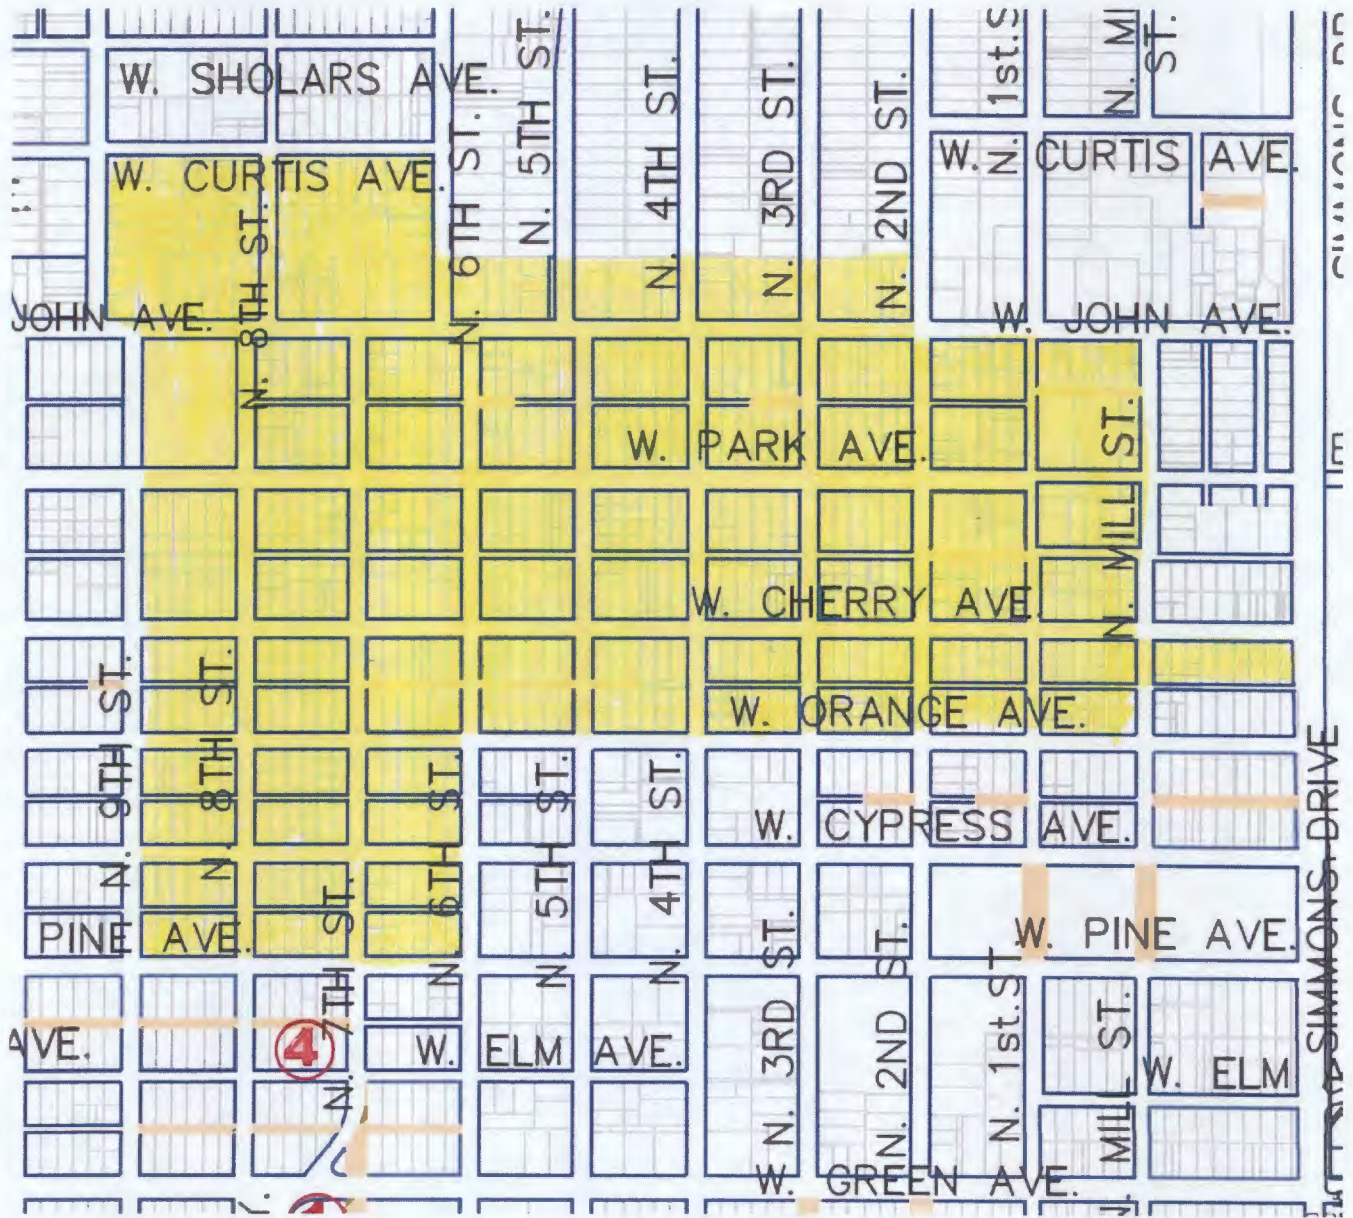 W. SHOLARS AVE.
W. CURTIS AVE.
N. 8TH ST.
N. 6TH ST.
N. 5TH ST.
N. 4TH ST.
N. 3RD ST.
N. 2ND ST.
N. 1st. S
N. MI
ST.
W. CURTIS AVE.
JOHN AVE.
W. JOHN AVE.
W. PARK AVE.
N. MILL ST.
W. CHERRY AVE.
W. ORANGE AVE.
N. 9TH ST.
N. 8TH ST.
N. 7TH ST.
N. 6TH ST.
N. 5TH ST.
N. 4TH ST.
W. CYPRESS AVE.
SIMMONS DRIVE
PINE AVE.
W. PINE AVE.
N. 3RD ST.
N. 2ND ST.
N. 1st. ST.
MILL ST.
AVE.
4
W. ELM AVE.
W. ELM
W. GREEN AVE.